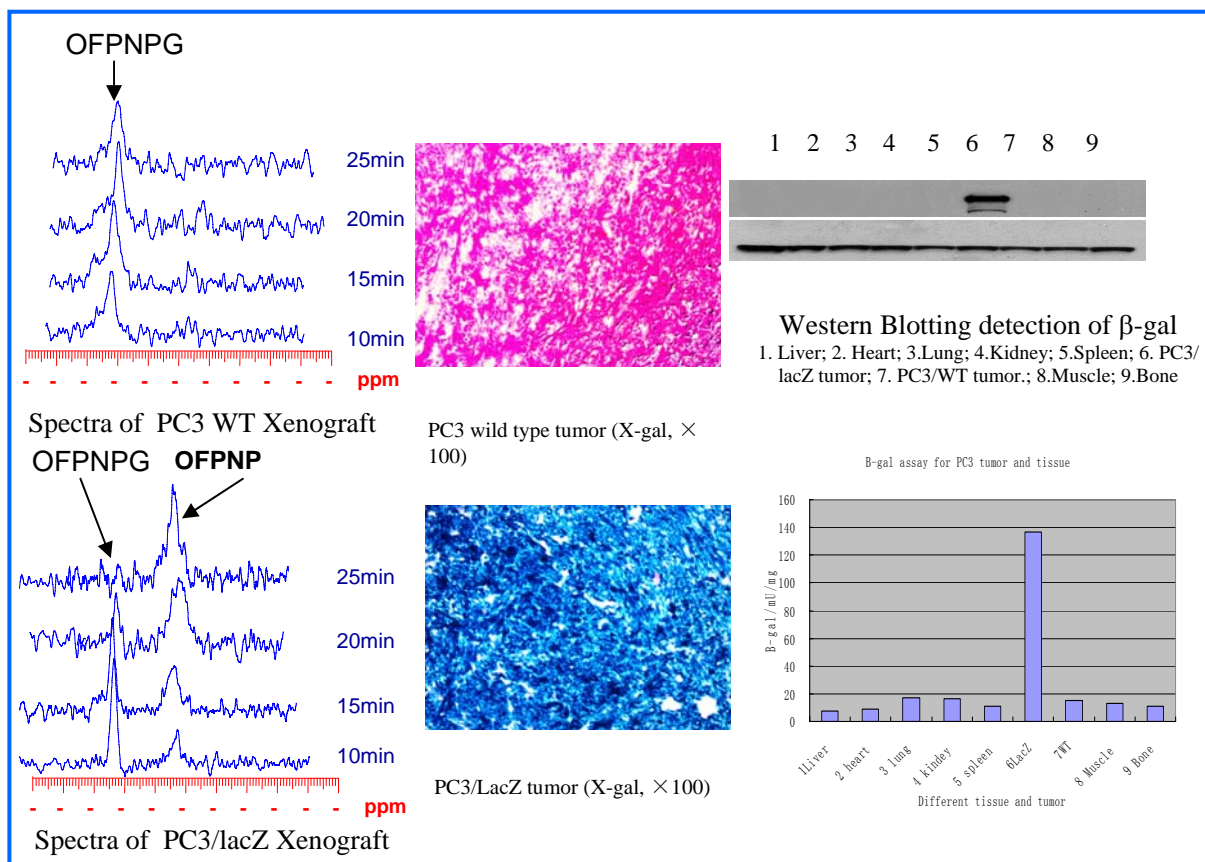 OFPNPG
25min
20min
15min
10min
- - - - - - - - - - ppm
Spectra of PC3 WT Xenograft
OFPNPG OFPNP
25min
20min
15min
10min
- - - - - - - - - ppm
Spectra of PC3/lacZ Xenograft
PC3 wild type tumor (X-gal, ×
100)
PC3/LacZ tumor (X-gal, ×100)
1 2 3 4 5 6 7 8 9
Western Blotting detection of β-gal
1. Liver; 2. Heart; 3.Lung; 4.Kidney; 5.Spleen; 6. PC3/
lacZ tumor; 7. PC3/WT tumor.; 8.Muscle; 9.Bone
B-gal assay for PC3 tumor and tissue
B-gal/mU/mg
160
140
120
100
80
60
40
20
0
1Liver
2 heart
3 lung
4 kindey
5 spleen
6LacZ
7WT
8 Muscle
9 Bone
Different tissue and tumor